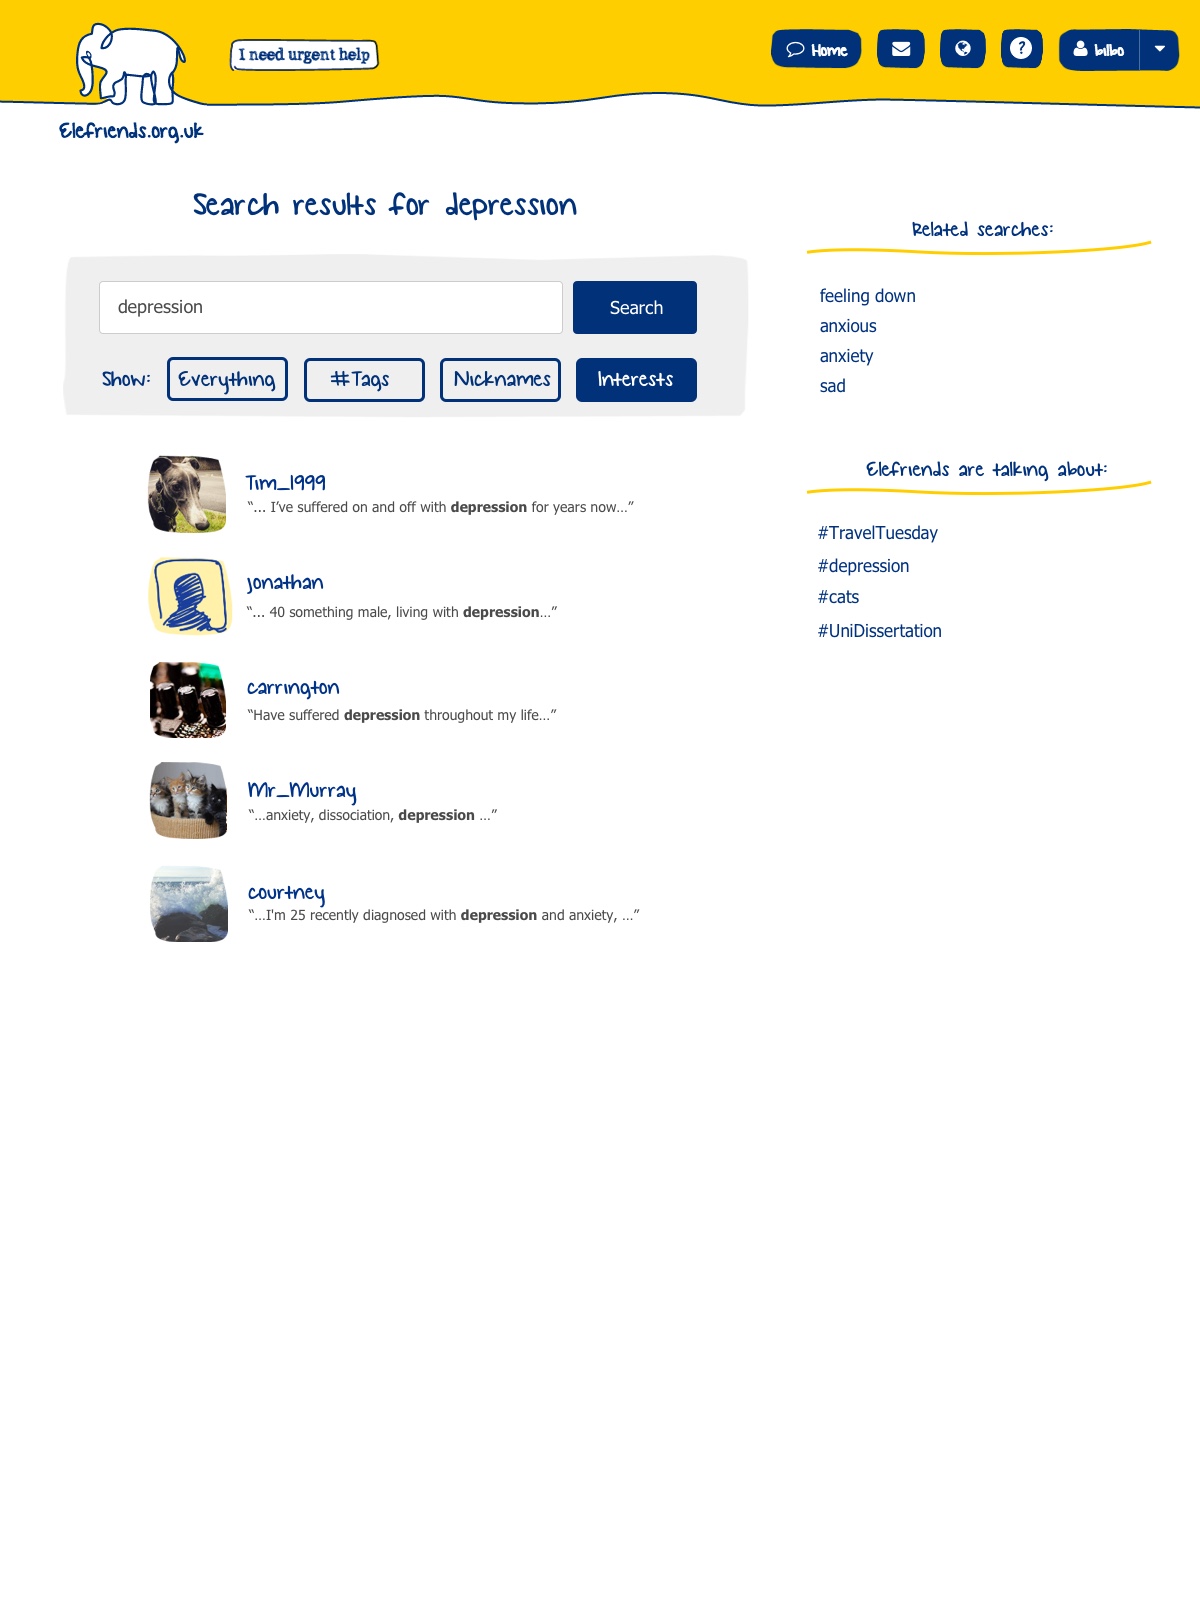 I need urgent help
Home
?
bilbo
Elefriends.org.uk
Search results for depression
depression
Search
Show:
Everything
#Tags
Nicknames
Interests
Tim_1999
“... I’ve suffered on and off with depression for years now…”
jonathan
“... 40 something male, living with depression…”
carrington
“Have suffered depression throughout my life…”
Mr_Murray
“…anxiety, dissociation, depression …”
courtney
“…I'm 25 recently diagnosed with depression and anxiety, …”
Related searches:
feeling down
anxious
anxiety
sad
Elefriends are talking about:
#TravelTuesday
#depression
#cats
#UniDissertation